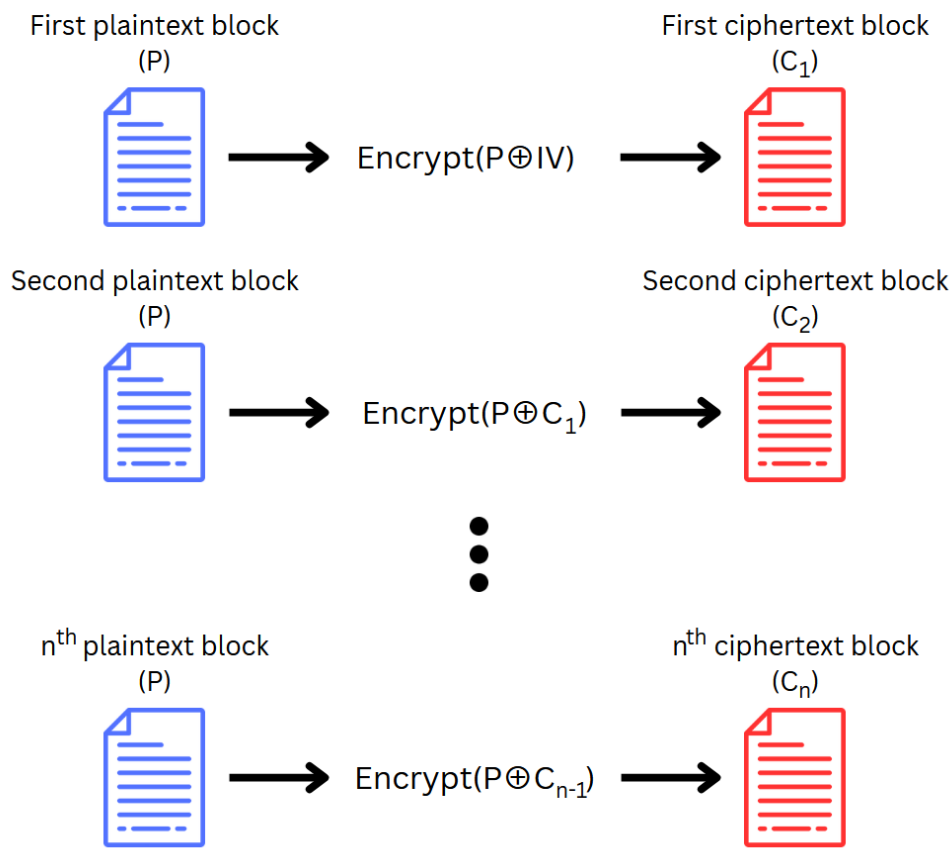 First plaintext block
(P)
First ciphertext block
(C₁)
Encrypt(P⊕IV)
Second plaintext block
(P)
Second ciphertext block
(C₂)
Encrypt(P⊕C₁)
nᵗʰ plaintext block
(P)
nᵗʰ ciphertext block
(Cₙ)
Encrypt(P⊕Cₙ₋₁)